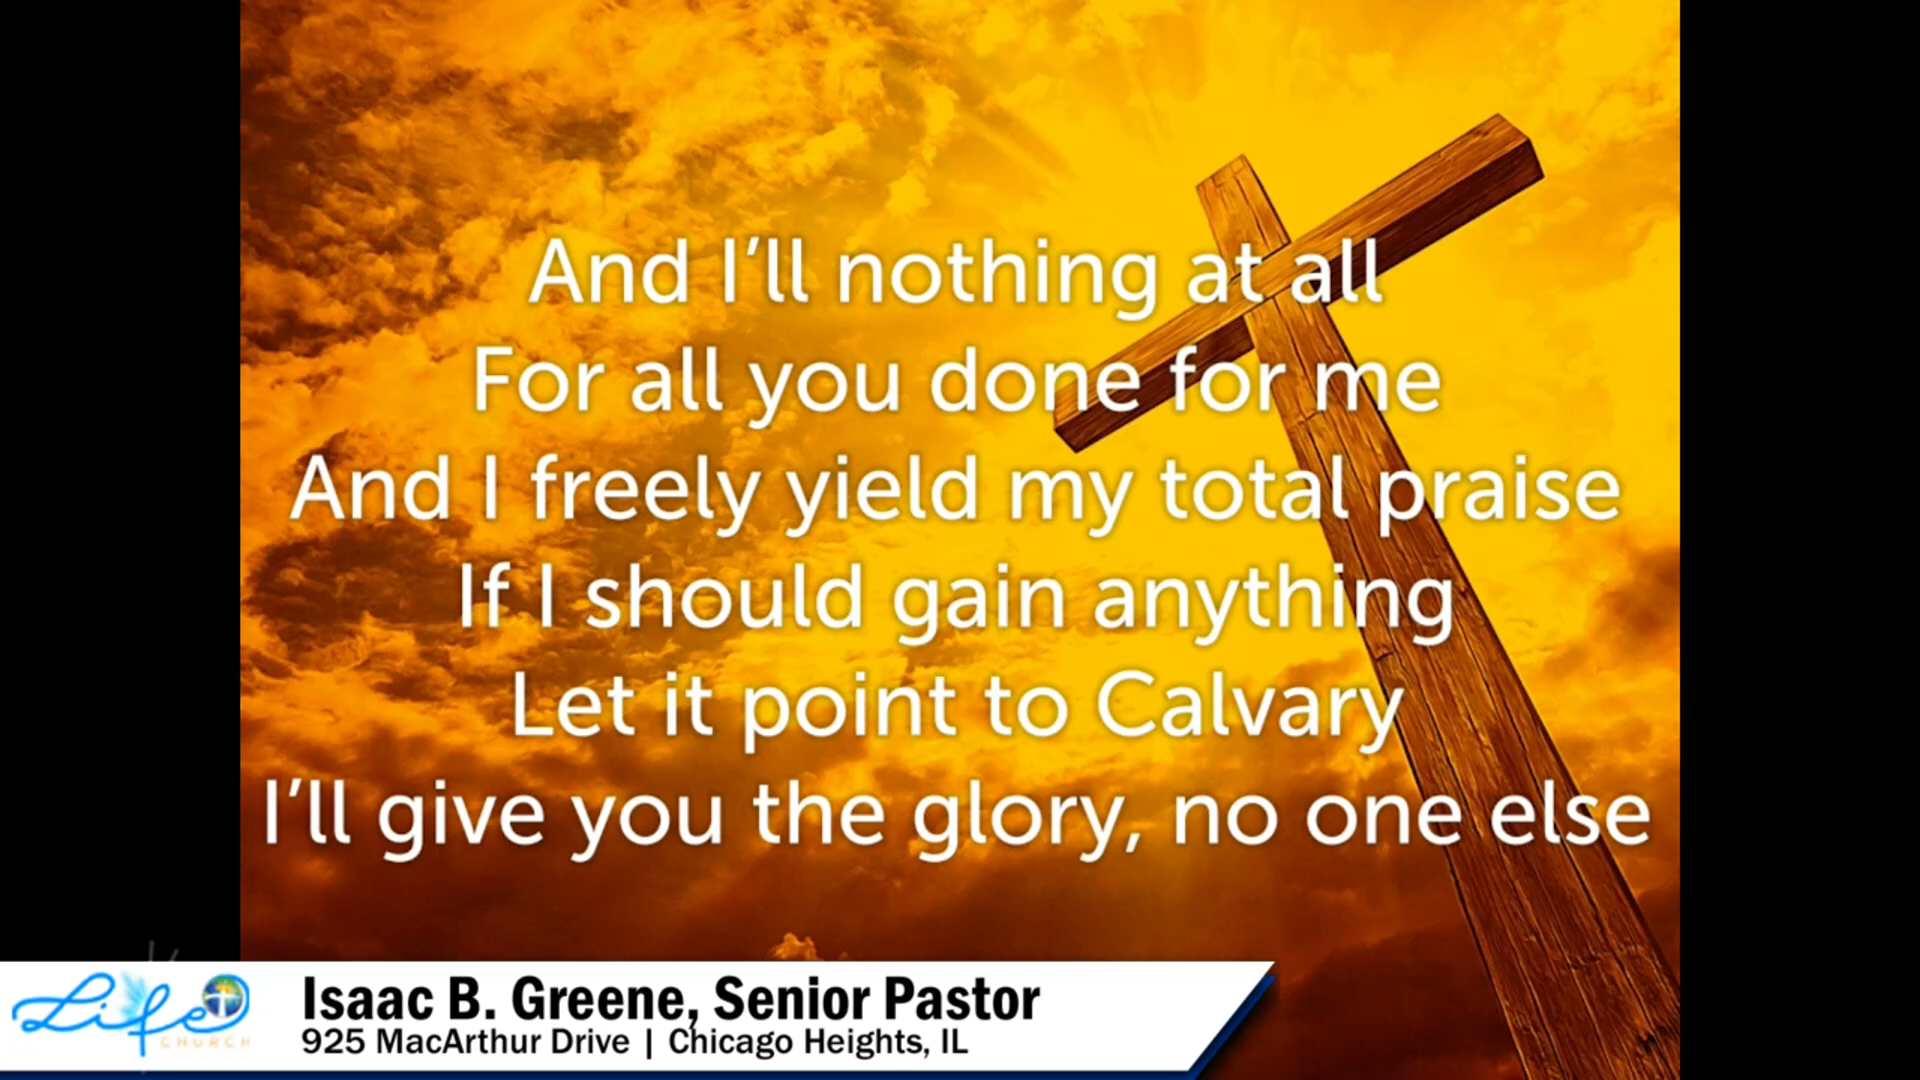 And I’ll nothing at all
For all you done for me
And I freely yield my total praise
If I should gain anything
Let it point to Calvary
I’ll give you the glory, no one else
Life
CHURCH
Isaac B. Greene, Senior Pastor
925 MacArthur Drive | Chicago Heights, IL